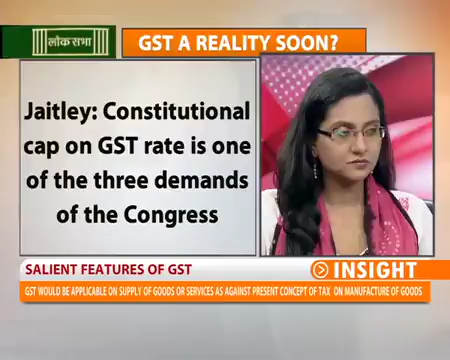 लोक सभा
GST A REALITY SOON?
Jaitley: Constitutional
cap on GST rate is one
of the three demands
of the Congress
SALIENT FEATURES OF GST
INSIGHT
GST WOULD BE APPLICABLE ON SUPPLY OF GOODS OR SERVICES AS AGAINST PRESENT CONCEPT OF TAX ON MANUFACTURE OF GOODS